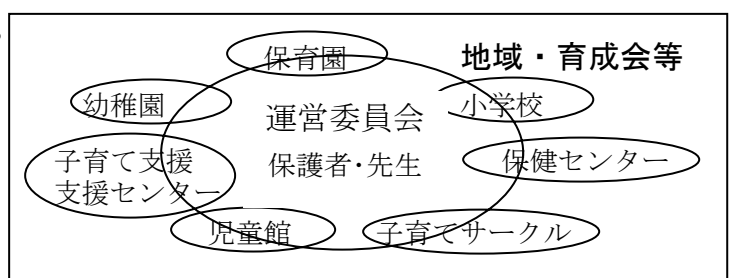 保育園
地域・育成会等
幼稚園
小学校
運営委員会
保護者・先生
子育て支援
支援センター
保健センター
児童館
子育てサークル